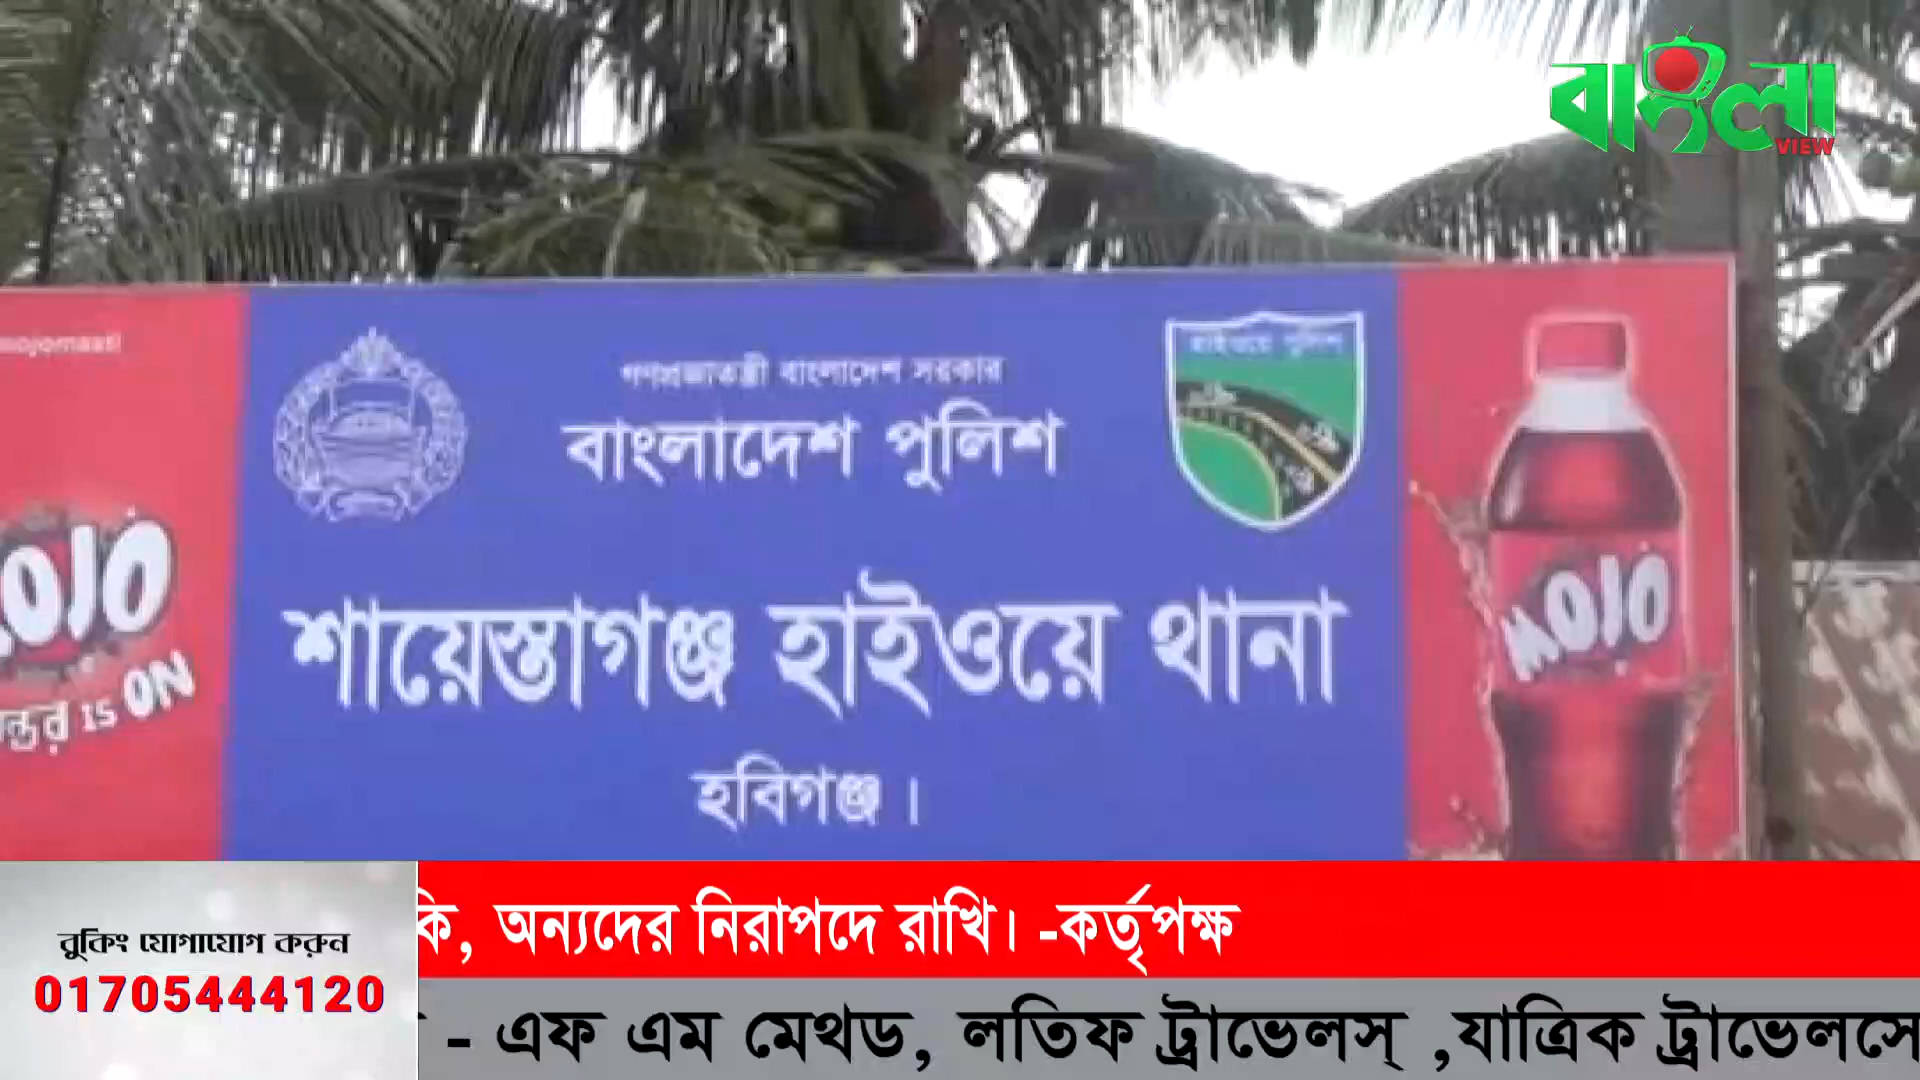 বাংলা
VIEW
mojomasti
গণপ্রজাতন্ত্রী বাংলাদেশ সরকার
বাংলাদেশ পুলিশ
হাইওয়ে পুলিশ
MOJO
IS ON
শায়েস্তাগঞ্জ হাইওয়ে থানা
হবিগঞ্জ।
MOJO
বুকিং যোগাযোগ করুন
01705444120
কি, অন্যদের নিরাপদে রাখি। -কর্তৃপক্ষ
- এফ এম মেথড, লতিফ ট্রাভেলস্ ,যাত্রিক ট্রাভেলসে